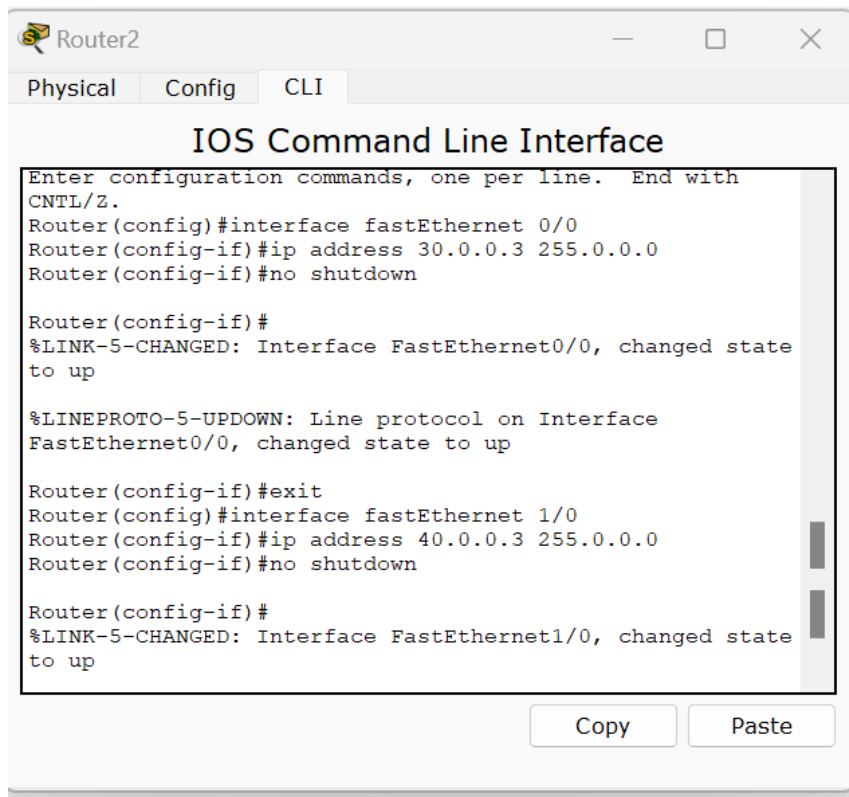 Router2
Physical Config CLI
IOS Command Line Interface
Enter configuration commands, one per line.  End with
CNTL/Z.
Router(config)#interface fastEthernet 0/0
Router(config-if)#ip address 30.0.0.3 255.0.0.0
Router(config-if)#no shutdown
Router(config-if)#
%LINK-5-CHANGED: Interface FastEthernet0/0, changed state
to up
%LINEPROTO-5-UPDOWN: Line protocol on Interface
FastEthernet0/0, changed state to up
Router(config-if)#exit
Router(config)#interface fastEthernet 1/0
Router(config-if)#ip address 40.0.0.3 255.0.0.0
Router(config-if)#no shutdown
Router(config-if)#
%LINK-5-CHANGED: Interface FastEthernet1/0, changed state
to up
Copy Paste